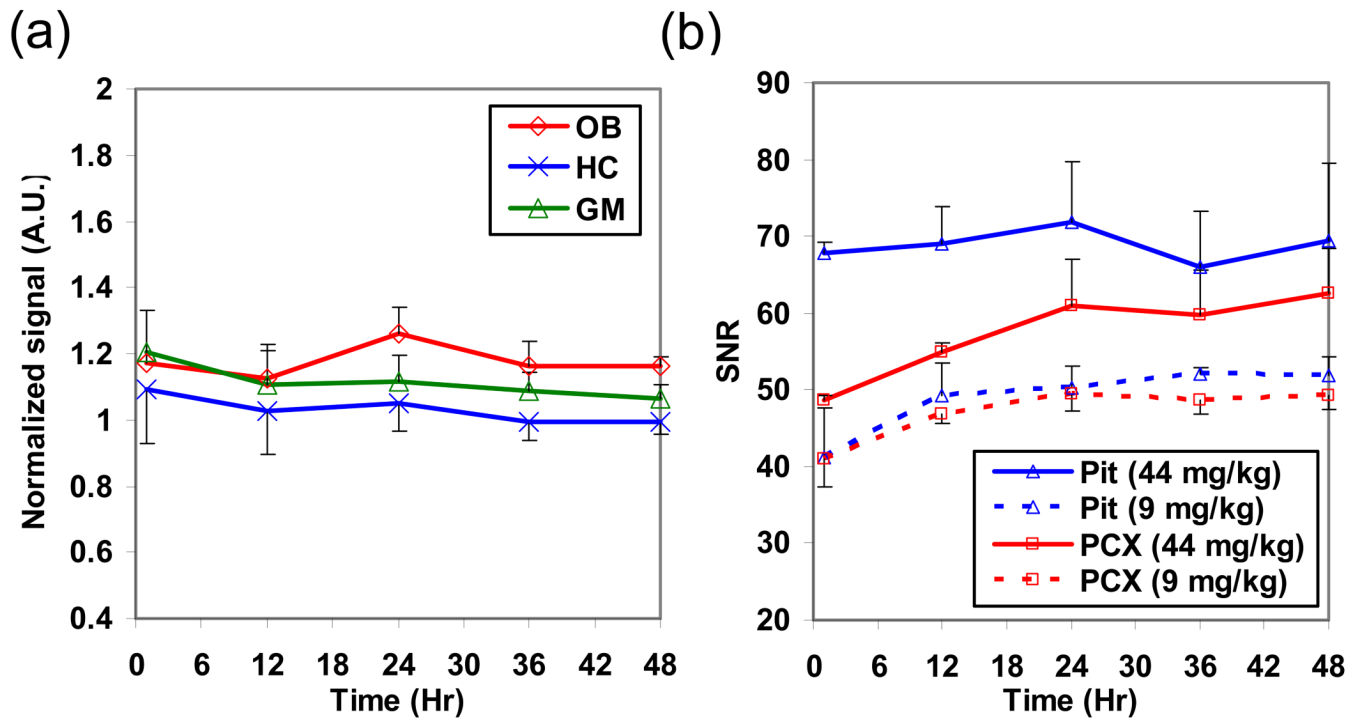 (a)
Normalized signal (A.U.)
2
1.8
1.6
1.4
1.2
1
0.8
0.6
0.4
0 6 12 18 24 30 36 42 48
Time (Hr)
OB
HC
GM
(b)
SNR
90
80
70
60
50
40
30
20
0 6 12 18 24 30 36 42 48
Time (Hr)
Pit (44 mg/kg)
Pit (9 mg/kg)
PCX (44 mg/kg)
PCX (9 mg/kg)